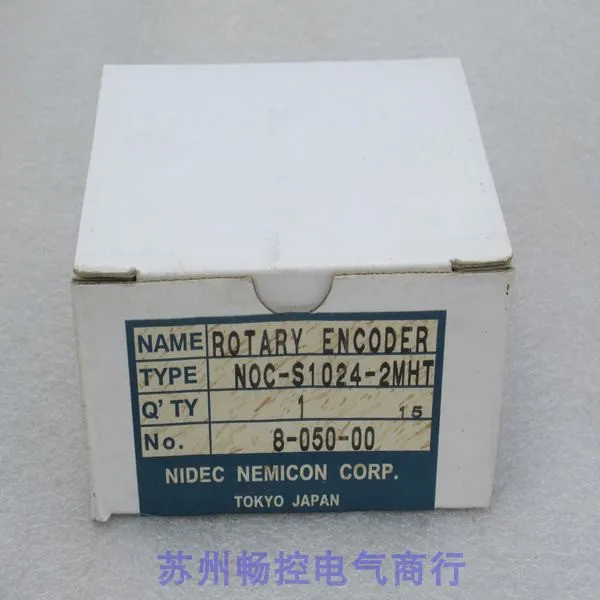 NAME ROTARY ENCODER
TYPE NOC-S1024-2MHT
Q'TY 1 15
No. 8-050-00
NIDEC NEMICON CORP.
TOKYO JAPAN
苏州畅控电气商行